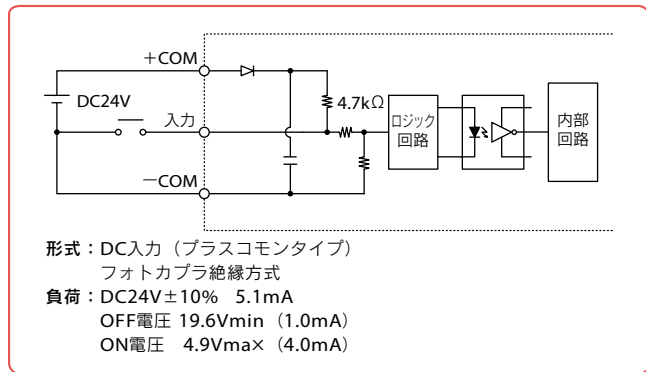 +COM
DC24V
4.7kΩ
入力
ロジック
回路
内部
回路
−COM
形式：DC入力（プラスコモンタイプ）
フォトカプラ絶縁方式
負荷：DC24V±10% 5.1mA
OFF電圧 19.6Vmin（1.0mA）
ON電圧 4.9Vma×（4.0mA）